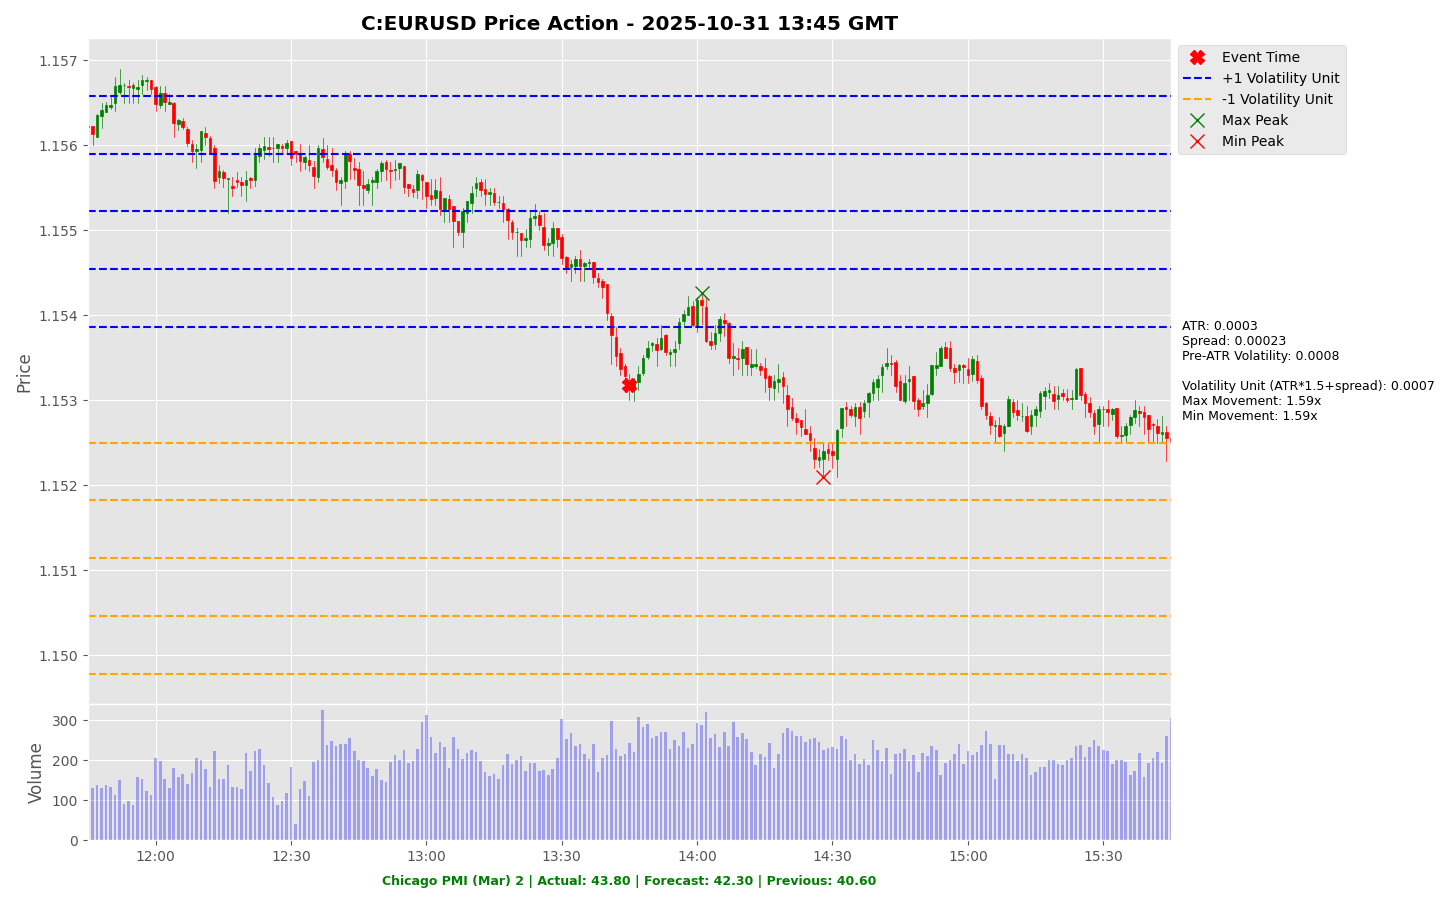 C:EURUSD Price Action - 2025-10-31 13:45 GMT
Event Time
+1 Volatility Unit
-1 Volatility Unit
Max Peak
Min Peak
1.157
1.156
1.155
1.154
1.153
1.152
1.151
1.150
Price
ATR: 0.0003
Spread: 0.00023
Pre-ATR Volatility: 0.0008
Volatility Unit (ATR*1.5+spread): 0.0007
Max Movement: 1.59x
Min Movement: 1.59x
300
200
100
0
Volume
12:00 12:30 13:00 13:30 14:00 14:30 15:00 15:30
Chicago PMI (Mar) 2 | Actual: 43.80 | Forecast: 42.30 | Previous: 40.60